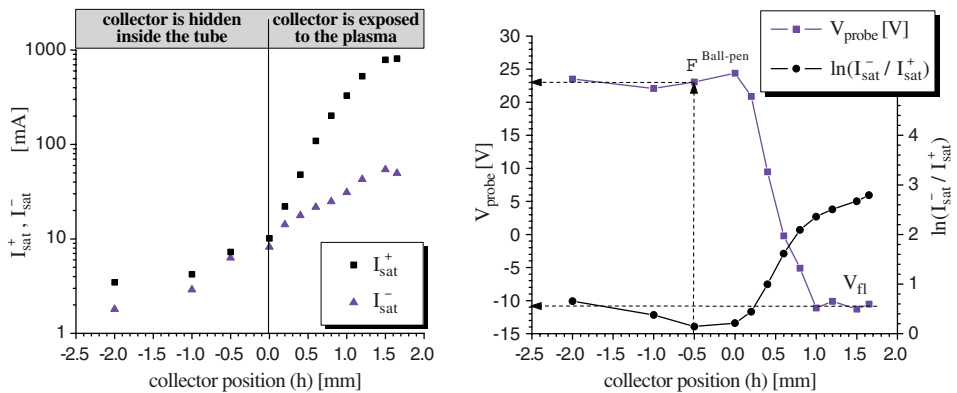 collector is hidden
inside the tube
collector is exposed
to the plasma
I⁺sat , I⁻sat [mA]
1000
100
10
1
I⁺sat
I⁻sat
-2.5 -2.0 -1.5 -1.0 -0.5 0.0 0.5 1.0 1.5 2.0
collector position (h) [mm]
Vprobe [V]
ln(I⁻sat / I⁺sat)
F Ball-pen
Vprobe [V]
30
25
20
15
10
5
0
-5
-10
-15
Vfl
4
3
2
1
0
ln(I⁻sat / I⁺sat)
-2.5 -2.0 -1.5 -1.0 -0.5 0.0 0.5 1.0 1.5 2.0
collector position (h) [mm]